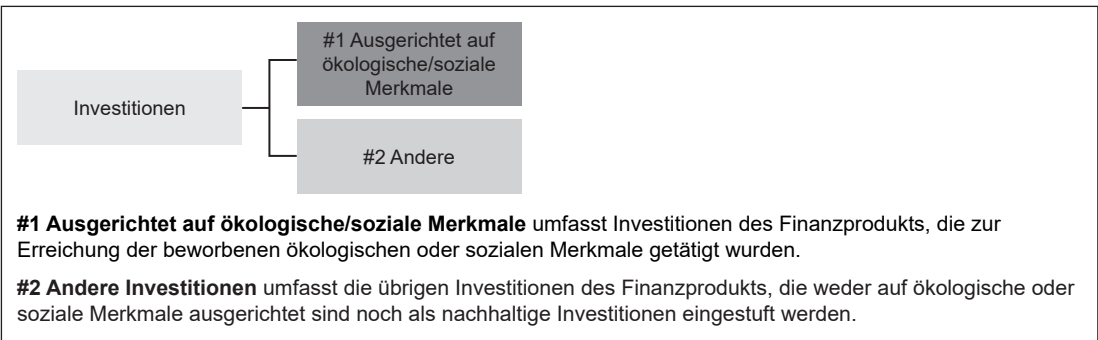 #1 Ausgerichtet auf
ökologische/soziale
Merkmale
Investitionen
#2 Andere
#1 Ausgerichtet auf ökologische/soziale Merkmale umfasst Investitionen des Finanzprodukts, die zur
Erreichung der beworbenen ökologischen oder sozialen Merkmale getätigt wurden.
#2 Andere Investitionen umfasst die übrigen Investitionen des Finanzprodukts, die weder auf ökologische oder
soziale Merkmale ausgerichtet sind noch als nachhaltige Investitionen eingestuft werden.